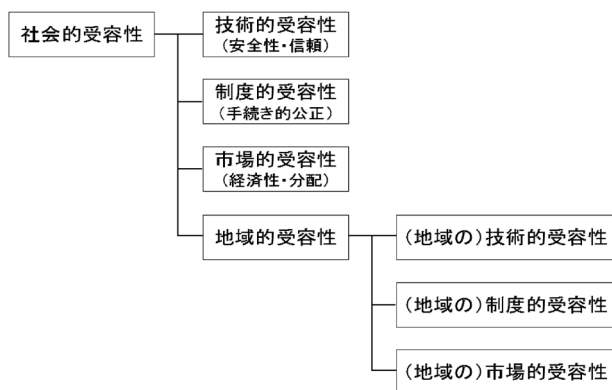 社会的受容性
技術的受容性
(安全性・信頼)
制度的受容性
(手続き的公正)
市場的受容性
(経済性・分配)
地域的受容性
(地域の)技術的受容性
(地域の)制度的受容性
(地域の)市場的受容性